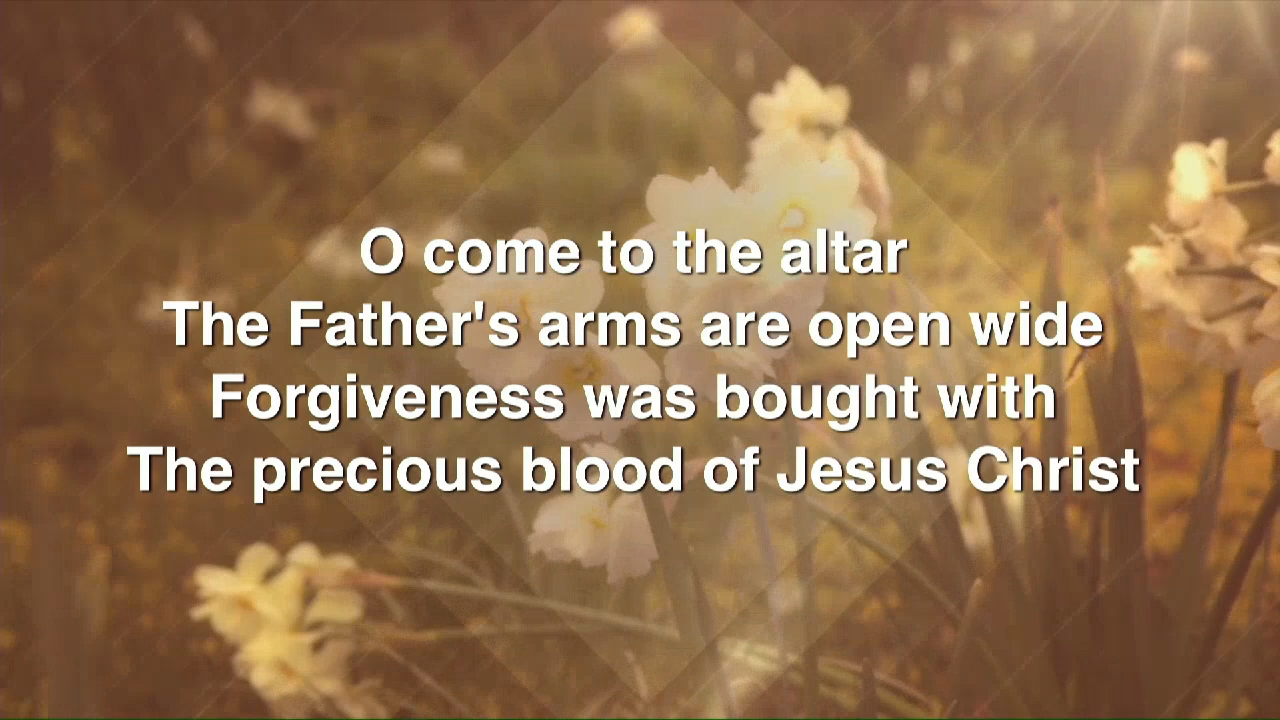 O come to the altar
The Father's arms are open wide
Forgiveness was bought with
The precious blood of Jesus Christ